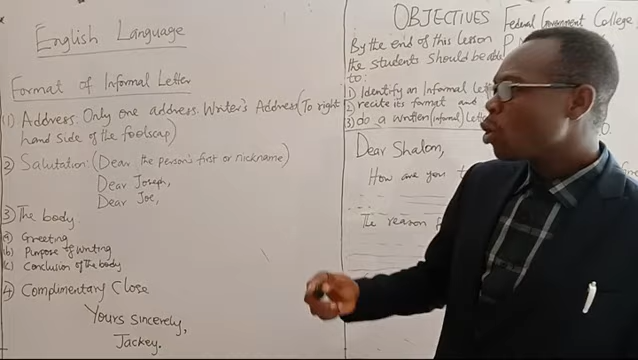 English Language
Format of Informal Letter
(1) Address: Only one address. Writer's Address (To right
hand side of the foolscap)
2) Salutation: (Dear the person's first or nickname)
Dear Joseph,
Dear Joe,
3) The body:
(a) Greeting
(b) Purpose of Writing
(c) Conclusion of the body
4) Complimentary Close
Yours sincerely,
Jackey.
OBJECTIVES
By the end of this lesson
the students should be able
to:
1) Identify an Informal
2) recite its format and
3) do a written (informal)
Federal Government College,
Dear Shalom,
How are you
The reason